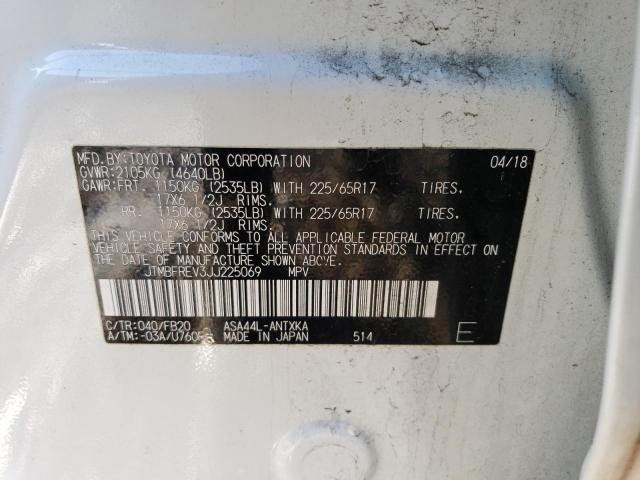 MFD.BY:TOYOTA MOTOR CORPORATION 04/18
GVWR:2105KG (4640LB)
GAWR:FRT. 1150KG (2535LB) WITH 225/65R17 TIRES.
17X6 1/2J RIMS.
RR. 1150KG (2535LB) WITH 225/65R17 TIRES.
17X6 1/2J RIMS.
THIS VEHICLE CONFORMS TO ALL APPLICABLE FEDERAL MOTOR
VEHICLE SAFETY AND THEFT PREVENTION STANDARDS IN EFFECT ON
THE DATE OF MANUFACTURE SHOWN ABOVE.
JTMBFREV3JJ225069 MPV
C/TR:040/FB20 ASA44L-ANTXKA
A/TM:-03A/U760 MADE IN JAPAN 514 E